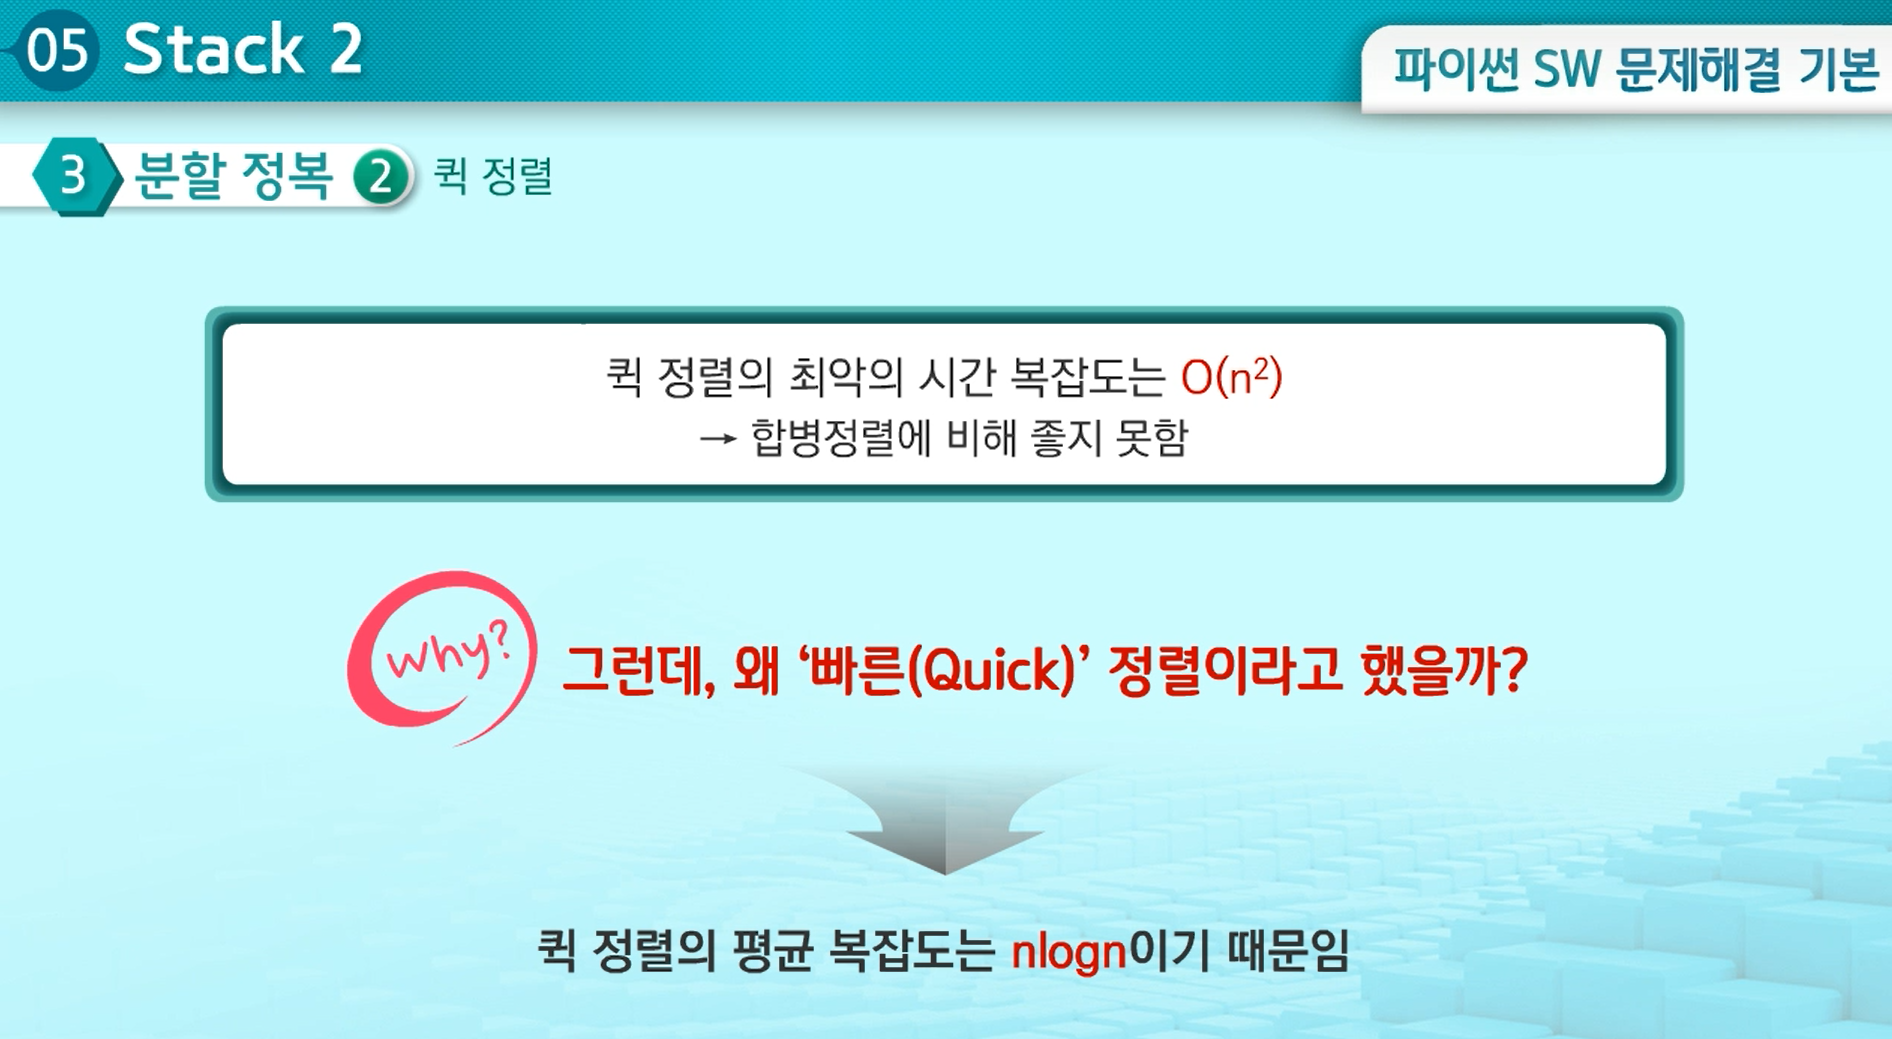 05 Stack 2
파이썬 SW 문제해결 기본
3 분할 정복 2 퀵 정렬
퀵 정렬의 최악의 시간 복잡도는 O(n²)
→ 합병정렬에 비해 좋지 못함
why?
그런데, 왜 ‘빠른(Quick)’ 정렬이라고 했을까?
퀵 정렬의 평균 복잡도는 nlogn이기 때문임